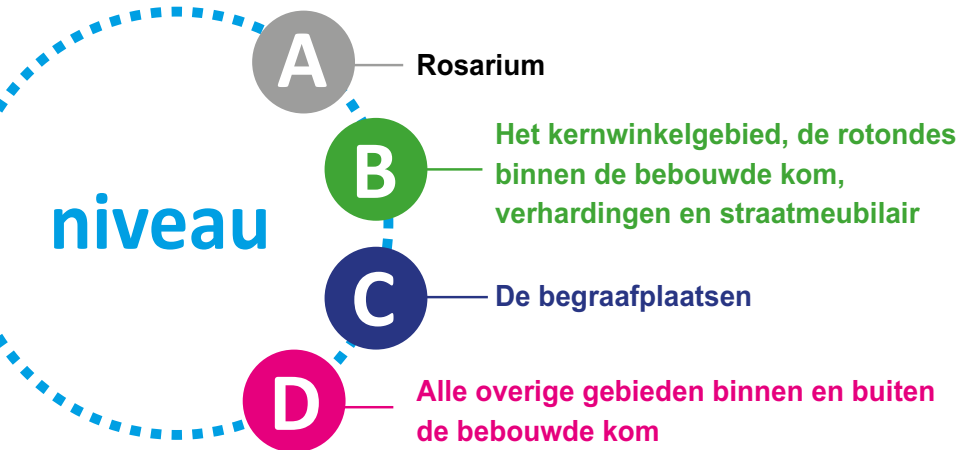 A
Rosarium
B
Het kernwinkelgebied, de rotondes
binnen de bebouwde kom,
verhardingen en straatmeubilair
niveau
C
De begraafplaatsen
D
Alle overige gebieden binnen en buiten
de bebouwde kom